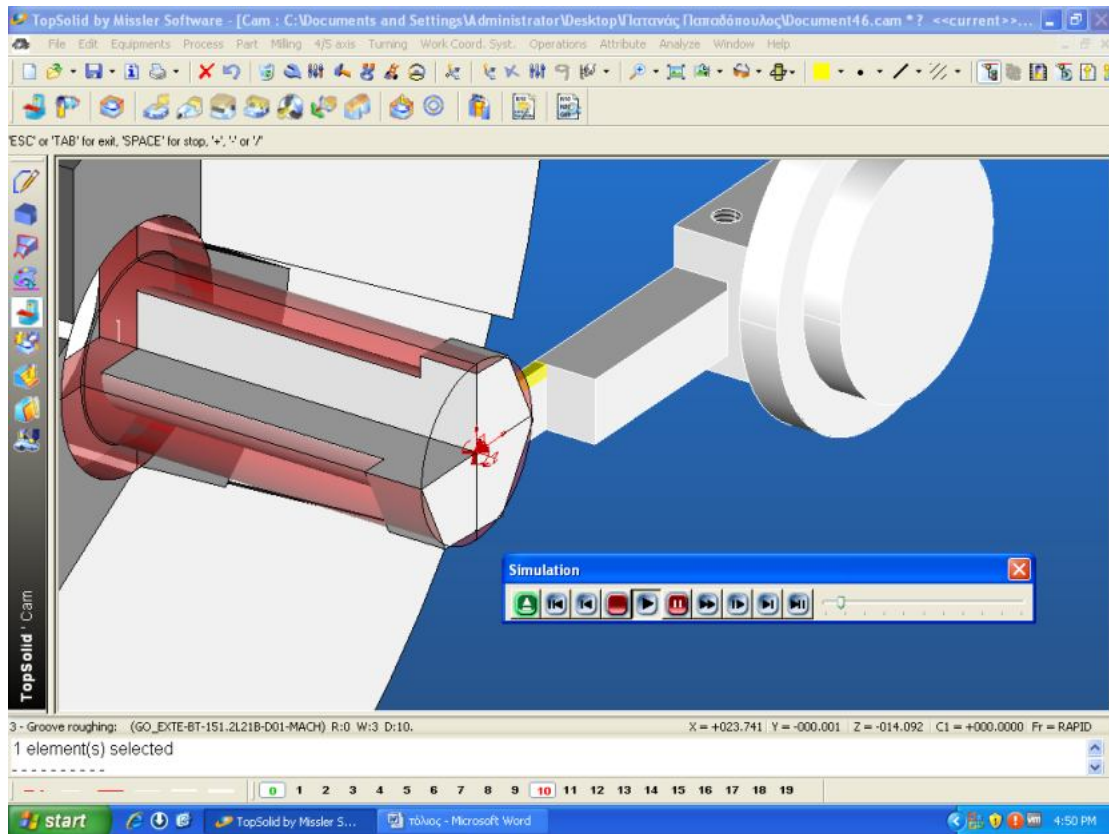 TopSolid by Missler Software - [Cam : C:\Documents and Settings\Administrator\Desktop\Πατανάς Παπαδόπουλος\Document46.cam * ? <<current>>...
File Edit Equipments Process Part Milling 4/5 axis Turning Work Coord. Syst. Operations Attribute Analyze Window Help
'ESC' or 'TAB' for exit, 'SPACE' for stop, '+', '-' or '/'
Simulation
TopSolid'Cam
3 - Groove roughing: (GO_EXTE-BT-151.2L21B-D01-MACH) R:0 W:3 D:10.
X = +023.741 Y = -000.001 Z = -014.092 C1 = +000.0000 Fr = RAPID
1 element(s) selected
----------
0 1 2 3 4 5 6 7 8 9 10 11 12 13 14 15 16 17 18 19
start
TopSolid by Missler S...
τόλιος - Microsoft Word
4:50 PM